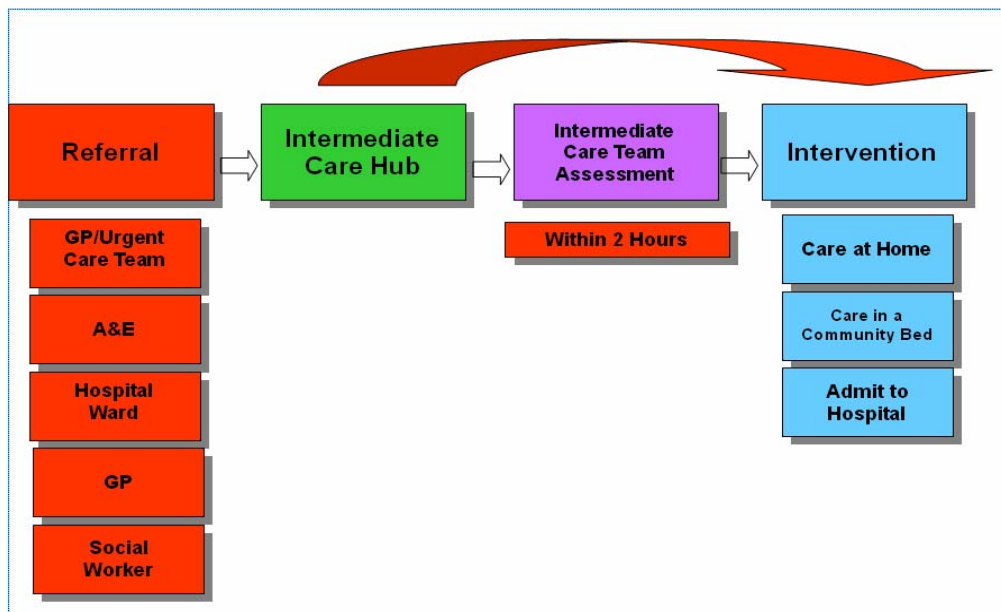 Referral
Intermediate
Care Hub
Intermediate
Care Team
Assessment
Intervention
GP/Urgent
Care Team
A&E
Hospital
Ward
GP
Social
Worker
Within 2 Hours
Care at Home
Care in a
Community Bed
Admit to
Hospital